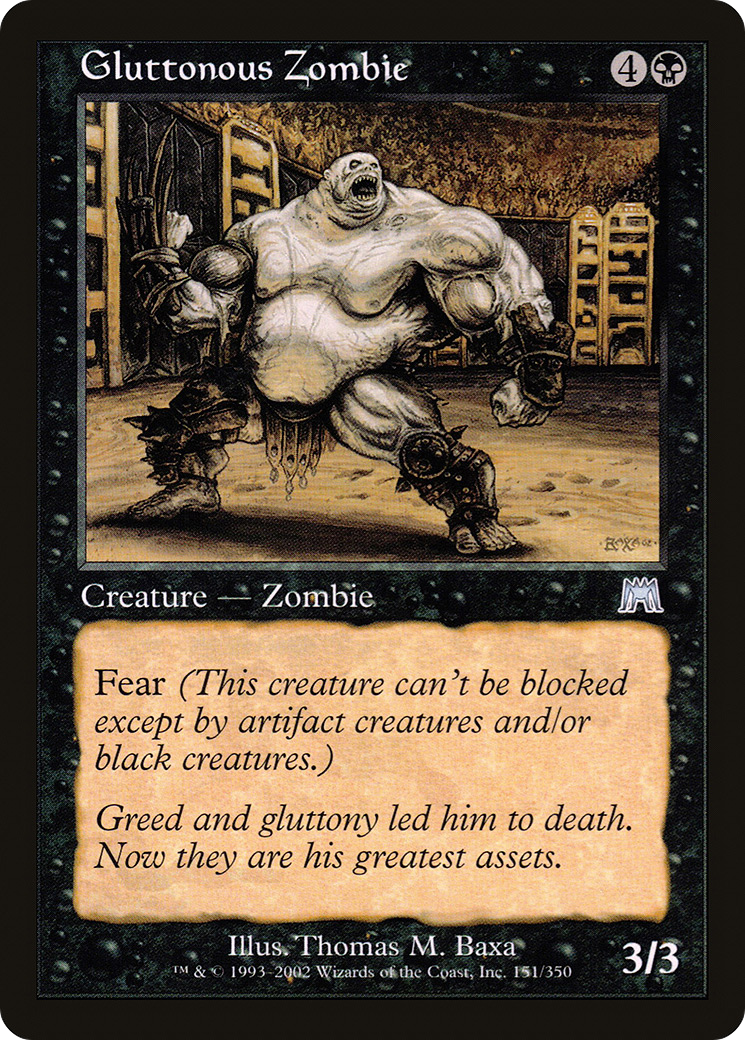 Gluttonous Zombie
4
BAXA
Creature — Zombie
Fear (This creature can't be blocked
except by artifact creatures and/or
black creatures.)
Greed and gluttony led him to death.
Now they are his greatest assets.
Illus. Thomas M. Baxa
™ & © 1993–2002 Wizards of the Coast, Inc. 151/350
3/3